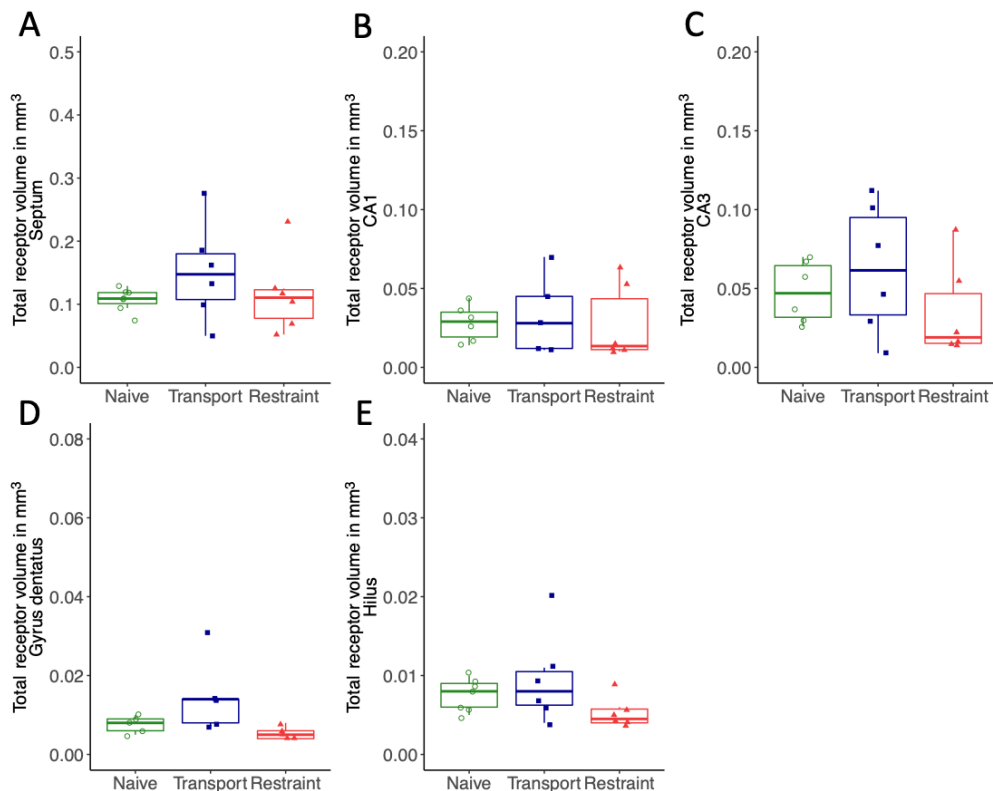 A
Total receptor volume in mm³
Septum
0.5
0.4
0.3
0.2
0.1
0.0
Naive Transport Restraint
B
Total receptor volume in mm³
CA1
0.20
0.15
0.10
0.05
0.00
Naive Transport Restraint
C
Total receptor volume in mm³
CA3
0.20
0.15
0.10
0.05
0.00
Naive Transport Restraint
D
Total receptor volume in mm³
Gyrus dentatus
0.08
0.06
0.04
0.02
0.00
Naive Transport Restraint
E
Total receptor volume in mm³
Hilus
0.04
0.03
0.02
0.01
0.00
Naive Transport Restraint